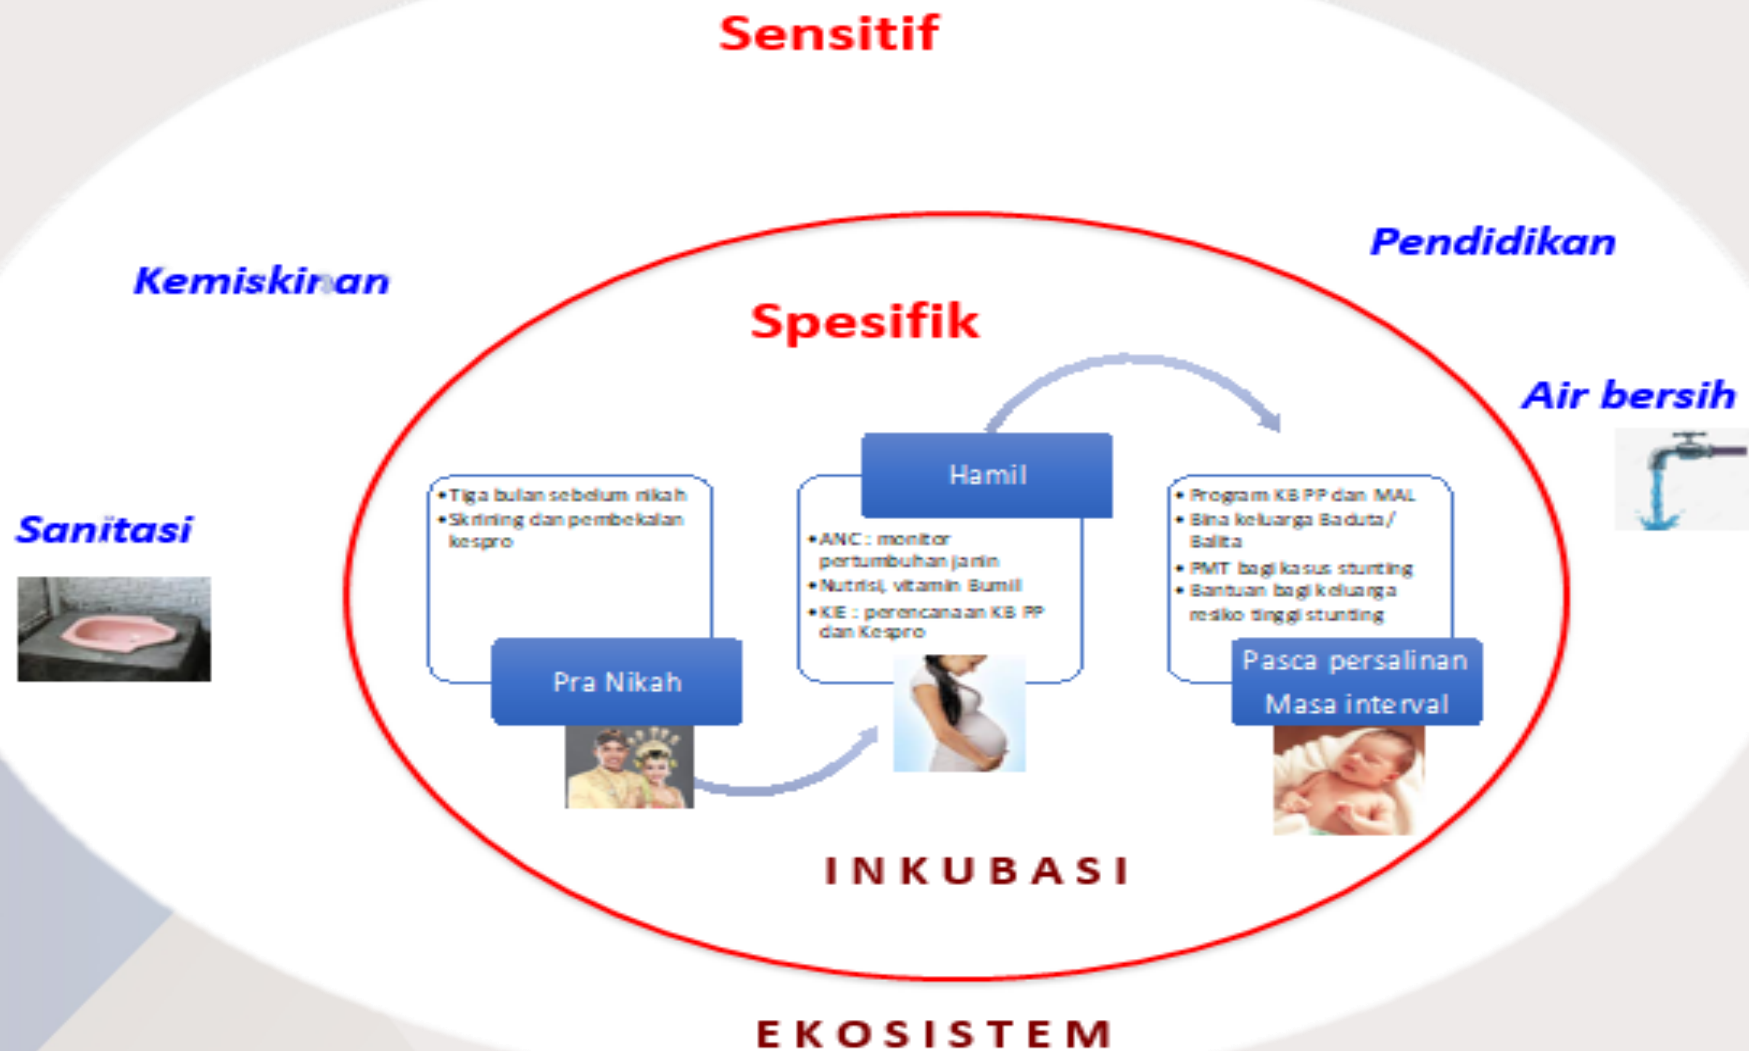 Sensitif
Kemiskinan
Pendidikan
Spesifik
Air bersih
Sanitasi
•Tiga bulan sebelum nikah
•Skrining dan pembekalan
kespro
Pra Nikah
Hamil
•ANC : monitor
pertumbuhan janin
•Nutrisi, vitamin Bumil
•KIE : perencanaan KB PP
dan Kespro
• Program KB PP dan MAL
• Bina keluarga Baduta/
Balita
• PMT bagi kasus stunting
• Bantuan bagi keluarga
resiko tinggi stunting
Pasca persalinan
Masa interval
INKUBASI
EKOSISTEM